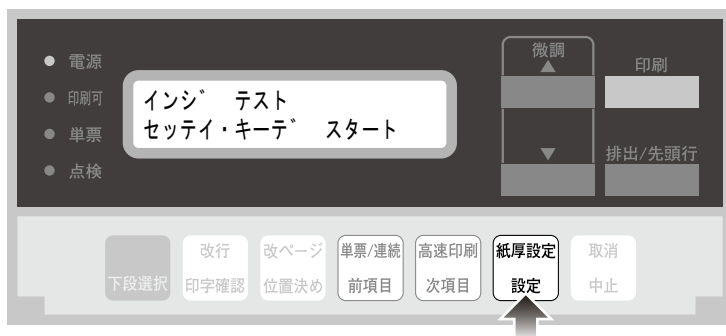 電源
印刷可
単票
点検
インシ゛ テスト
セッテイ・キーテ゛ スタート
微調
▲
▼
印刷
排出/先頭行
下段選択
改行
印字確認
改ページ
位置決め
単票/連続
前項目
高速印刷
次項目
紙厚設定
設定
取消
中止